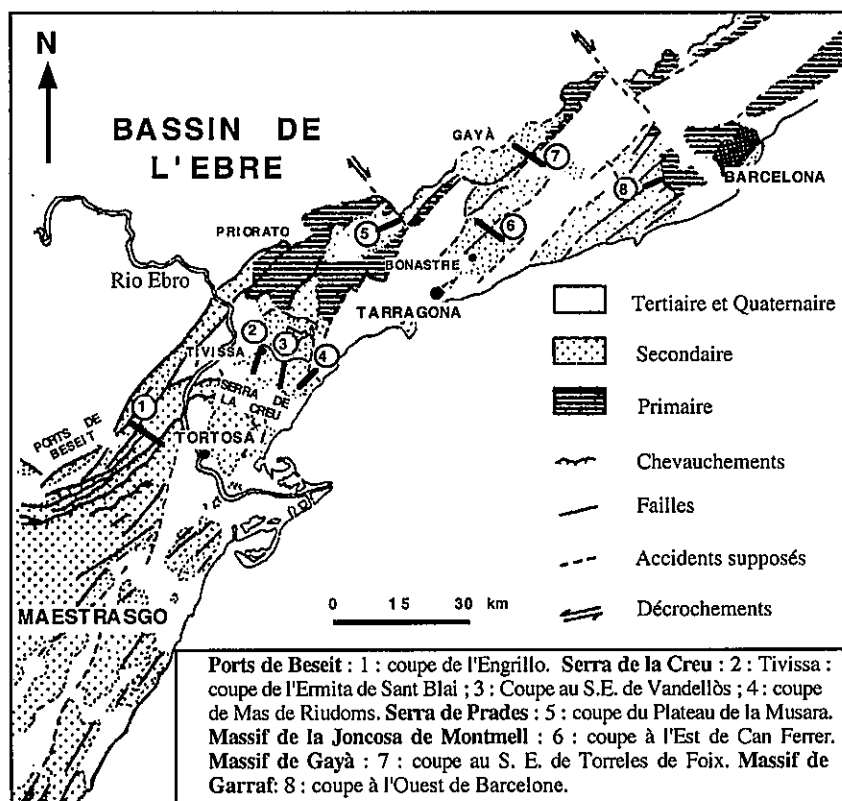 N
BASSIN DE
L'EBRE
GAYÀ
7
BARCELONA
8
PRIORATO
5
6
BONASTRE
Rio Ebro
TARRAGONA
2
3
4
TIVISSA
SERRA DE
LA CREU
1
PORTS DE
BESEIT
TORTOSA
MAESTRASGO
0 15 30 km
Tertiaire et Quaternaire
Secondaire
Primaire
Chevauchements
Failles
Accidents supposés
Décrochements
Ports de Beseit : 1 : coupe de l'Engrillo. Serra de la Creu : 2 : Tivissa :
coupe de l'Ermita de Sant Blai ; 3 : Coupe au S.E. de Vandellòs ; 4 : coupe
de Mas de Riudoms. Serra de Prades : 5 : coupe du Plateau de la Musara.
Massif de la Joncosa de Montmell : 6 : coupe à l'Est de Can Ferrer.
Massif de Gayà : 7 : coupe au S. E. de Torreles de Foix. Massif de
Garraf: 8 : coupe à l'Ouest de Barcelone.